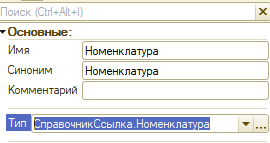 Поиск (Ctrl+Alt+I)
Основные:
Имя Номенклатура
Синоним Номенклатура
Комментарий
Тип СправочникСсылка.Номенклатура ...